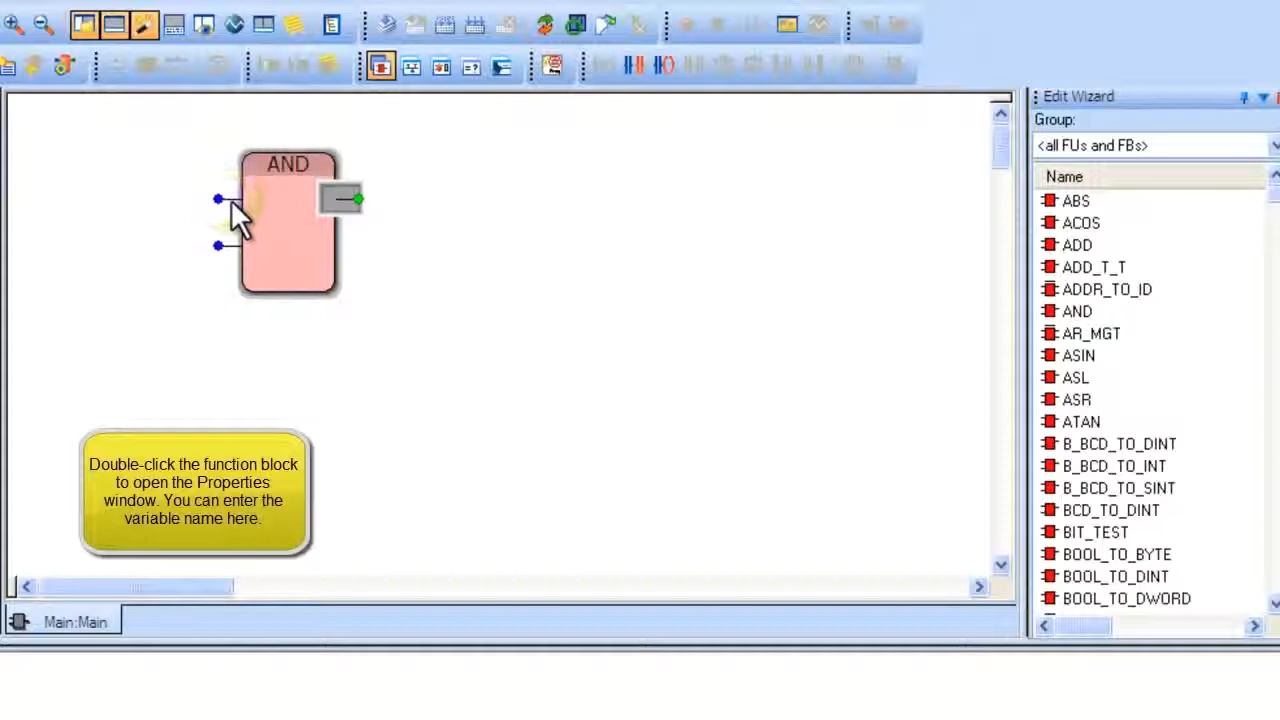 Edit Wizard
Group:
<all FUs and FBs>
Name
ABS
ACOS
ADD
ADD_T_T
ADDR_TO_ID
AND
AR_MGT
ASIN
ASL
ASR
ATAN
B_BCD_TO_DINT
B_BCD_TO_INT
B_BCD_TO_SINT
BCD_TO_DINT
BIT_TEST
BOOL_TO_BYTE
BOOL_TO_DINT
BOOL_TO_DWORD
AND
Double-click the function block
to open the Properties
window. You can enter the
variable name here.
Main:Main